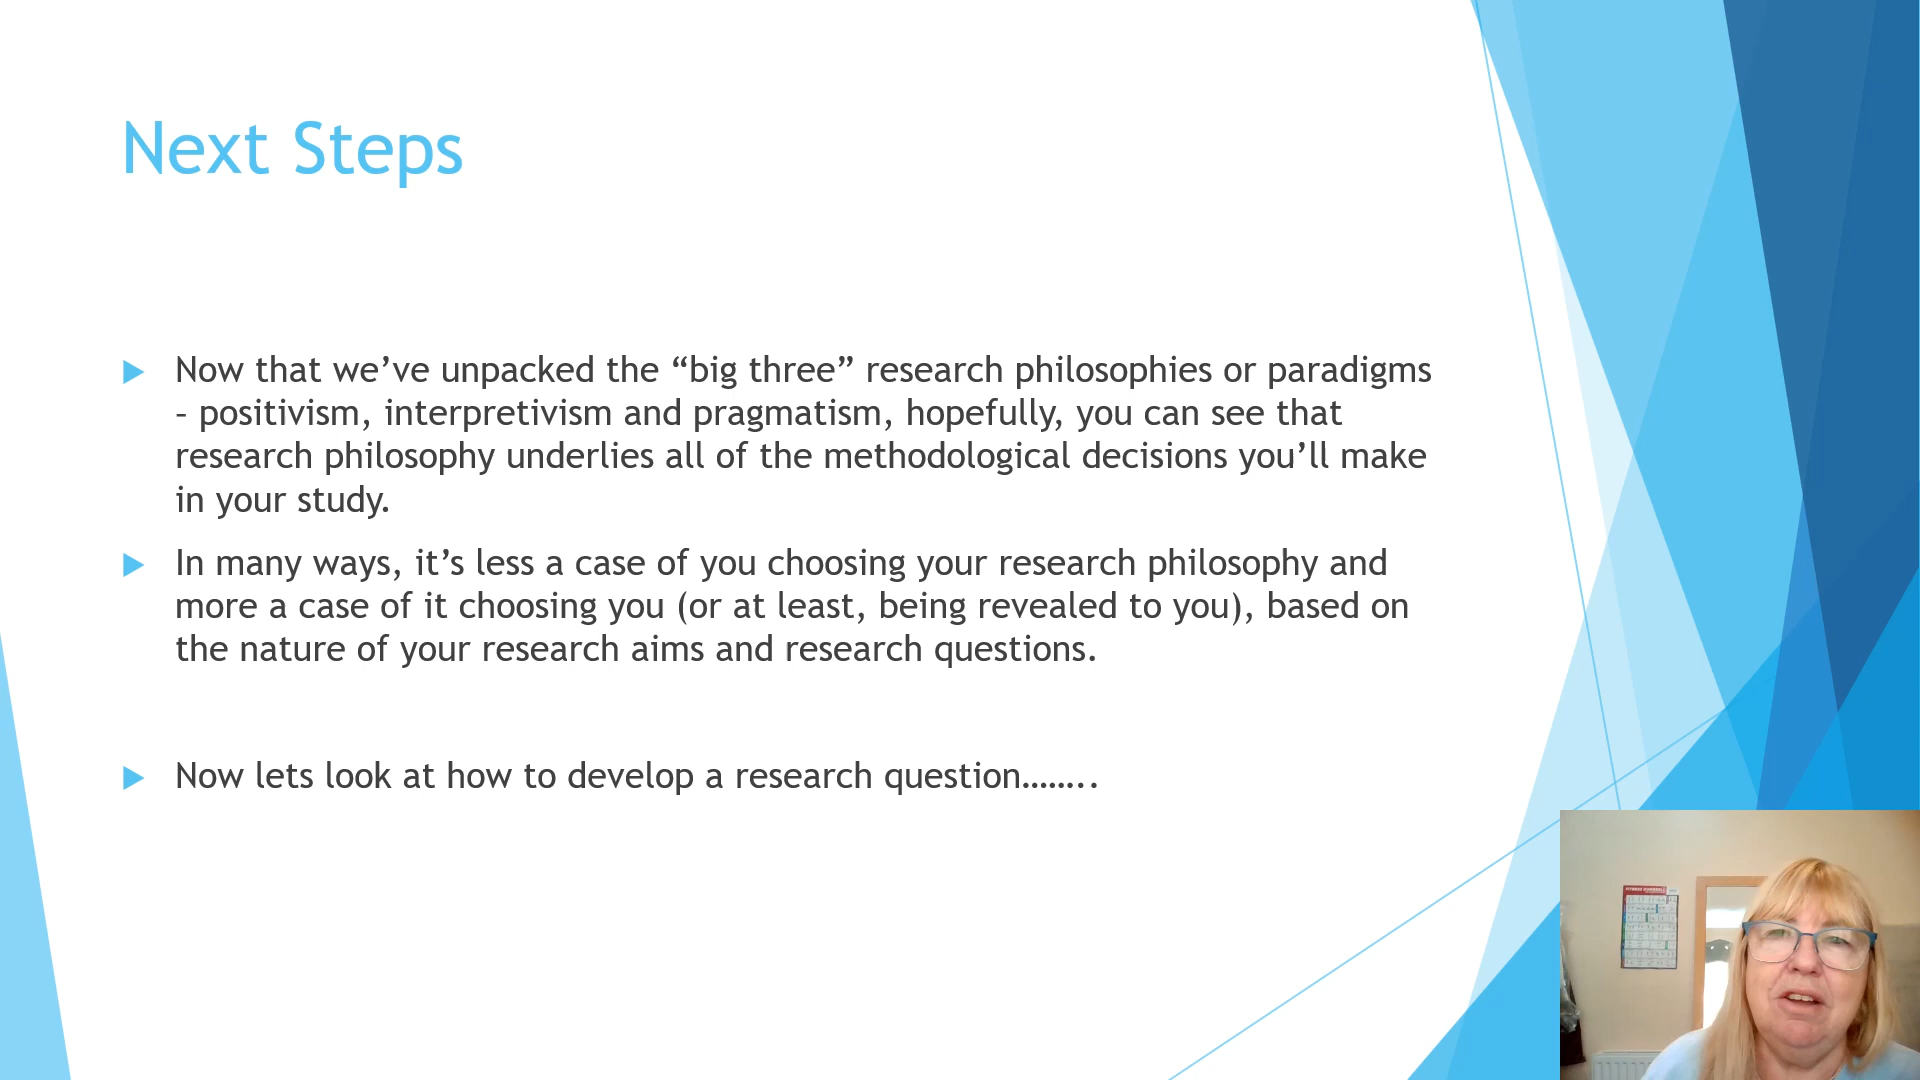 Next Steps
Now that we’ve unpacked the “big three” research philosophies or paradigms
– positivism, interpretivism and pragmatism, hopefully, you can see that
research philosophy underlies all of the methodological decisions you’ll make
in your study.
In many ways, it’s less a case of you choosing your research philosophy and
more a case of it choosing you (or at least, being revealed to you), based on
the nature of your research aims and research questions.
Now lets look at how to develop a research question……..